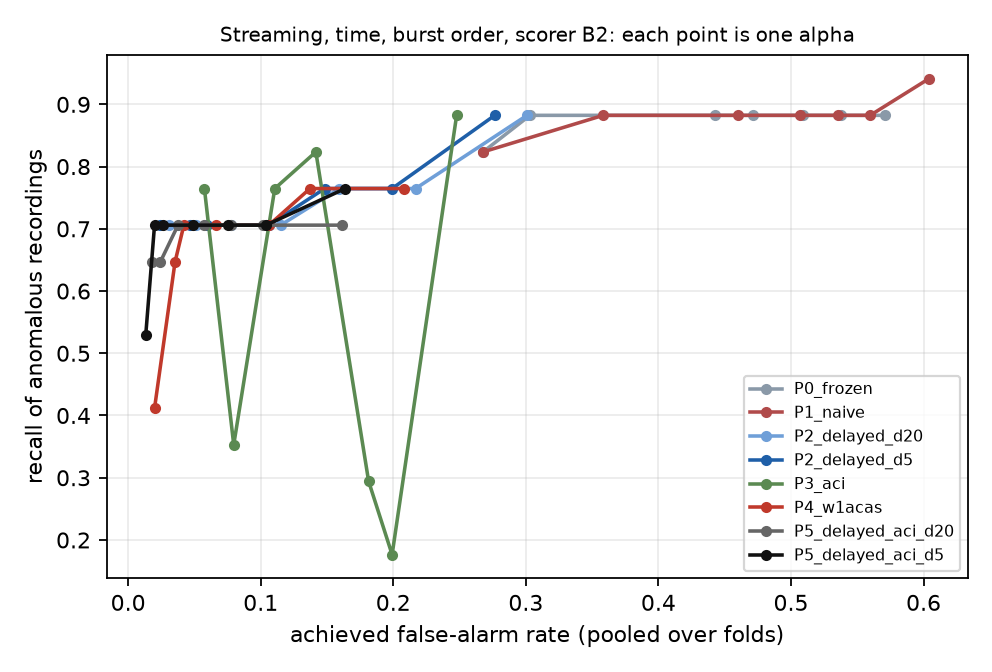 Streaming, time, burst order, scorer B2: each point is one alpha
recall of anomalous recordings
0.9
0.8
0.7
0.6
0.5
0.4
0.3
0.2
P0_frozen
P1_naive
P2_delayed_d20
P2_delayed_d5
P3_aci
P4_w1acas
P5_delayed_aci_d20
P5_delayed_aci_d5
0.0 0.1 0.2 0.3 0.4 0.5 0.6
achieved false-alarm rate (pooled over folds)